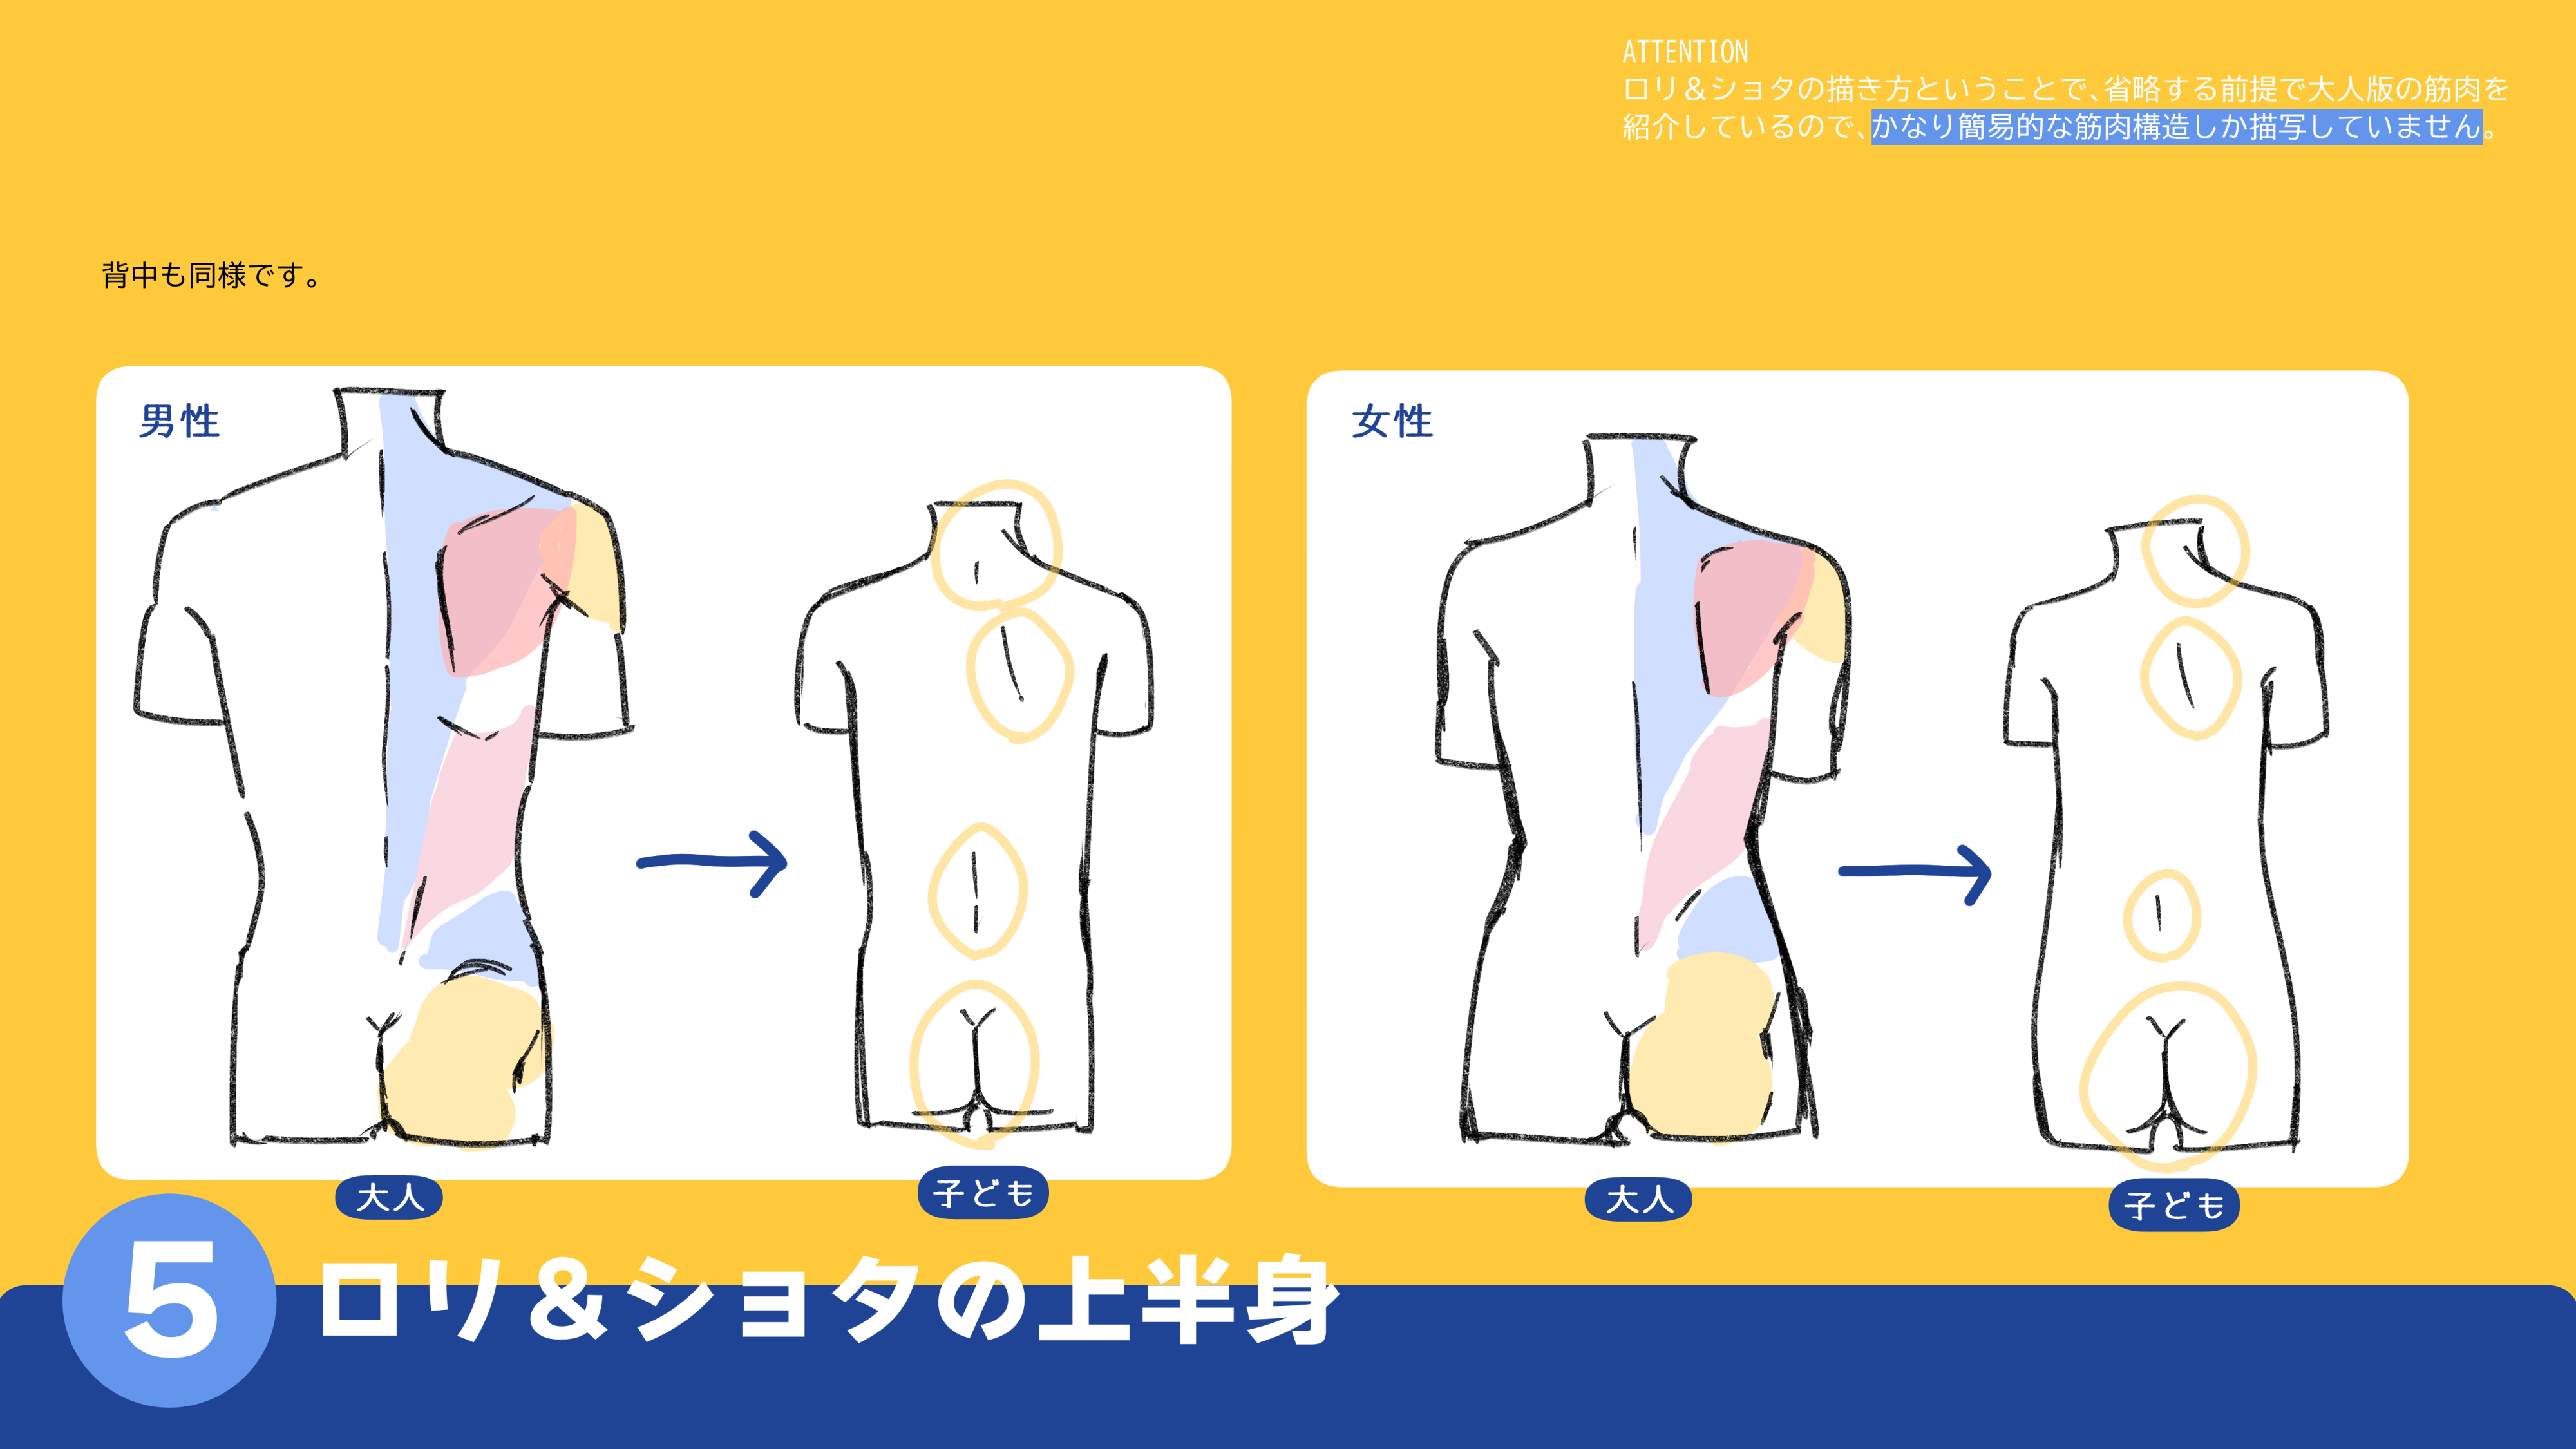 ATTENTION
ロリ＆ショタの描き方ということで、省略する前提で大人版の筋肉を
紹介しているので、かなり簡易的な筋肉構造しか描写していません。
背中も同様です。
男性
女性
大人
子ども
大人
子ども
5
ロリ＆ショタの上半身